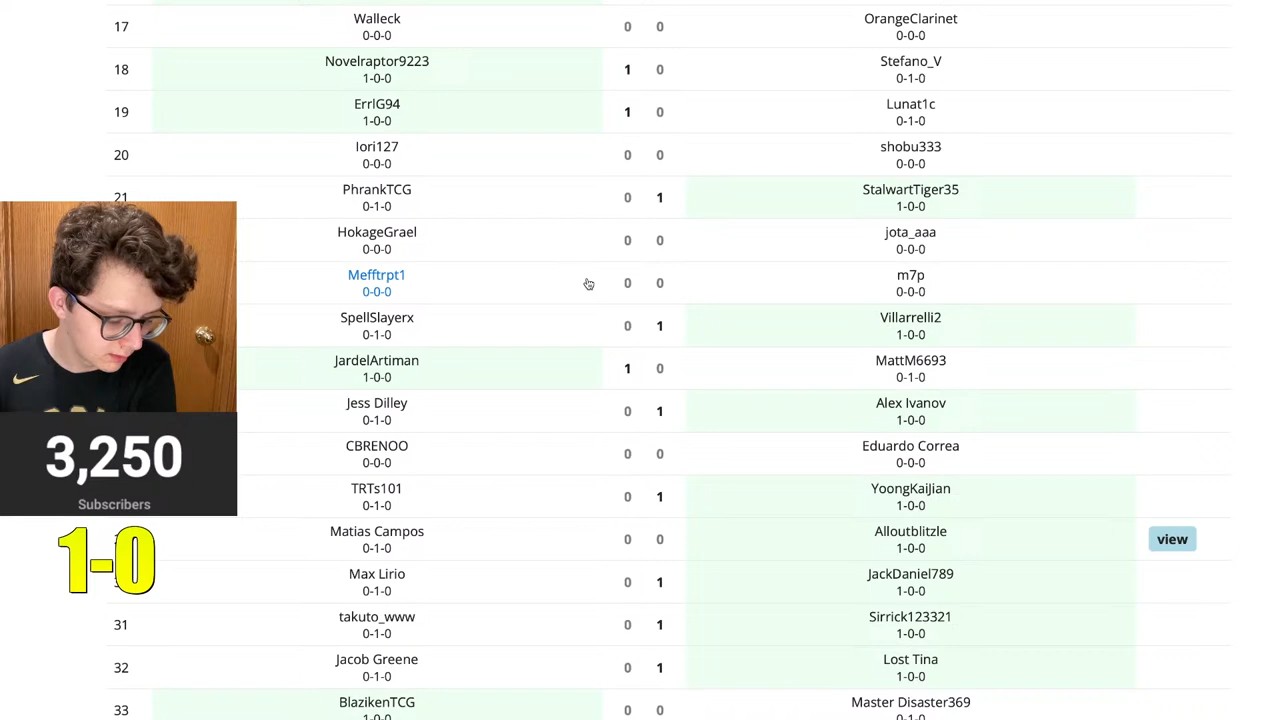 17 Walleck 0 0 OrangeClarinet
0-0-0 0-0-0
18 Novelraptor9223 1 0 Stefano_V
1-0-0 0-1-0
19 ErrlG94 1 0 Lunat1c
1-0-0 0-1-0
20 Iori127 0 0 shobu333
0-0-0 0-0-0
21 PhrankTCG 0 1 StalwartTiger35
0-1-0 1-0-0
HokageGrael 0 0 jota_aaa
0-0-0 0-0-0
Mefftrpt1 0 0 m7p
0-0-0 0-0-0
SpellSlayerx 0 1 Villarrelli2
0-1-0 1-0-0
JardelArtiman 1 0 MattM6693
1-0-0 0-1-0
Jess Dilley 0 1 Alex Ivanov
0-1-0 1-0-0
CBRENOO 0 0 Eduardo Correa
0-0-0 0-0-0
TRTs101 0 1 YoongKaiJian
0-1-0 1-0-0
Matias Campos 0 0 Alloutblitzle view
0-1-0 1-0-0
Max Lirio 0 1 JackDaniel789
0-1-0 1-0-0
31 takuto_www 0 1 Sirrick123321
0-1-0 1-0-0
32 Jacob Greene 0 1 Lost Tina
0-1-0 1-0-0
33 BlazikenTCG 0 0 Master Disaster369
1-0-0 0-1-0
3,250
Subscribers
1-0